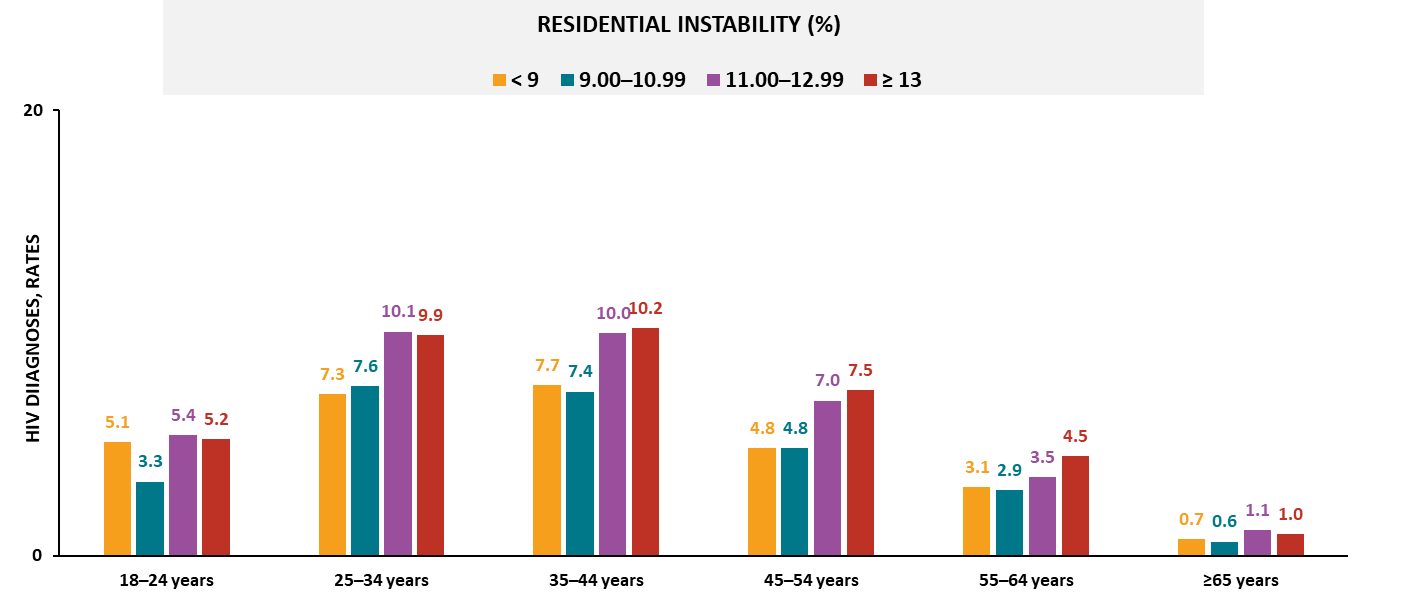 RESIDENTIAL INSTABILITY (%)
< 9 9.00–10.99 11.00–12.99 ≥ 13
20
HIV DIIAGNOSES, RATES
5.1 3.3 5.4 5.2
7.3 7.6 10.1 9.9
7.7 7.4 10.0 10.2
4.8 4.8 7.0 7.5
3.1 2.9 3.5 4.5
0.7 0.6 1.1 1.0
0
18–24 years 25–34 years 35–44 years 45–54 years 55–64 years ≥65 years